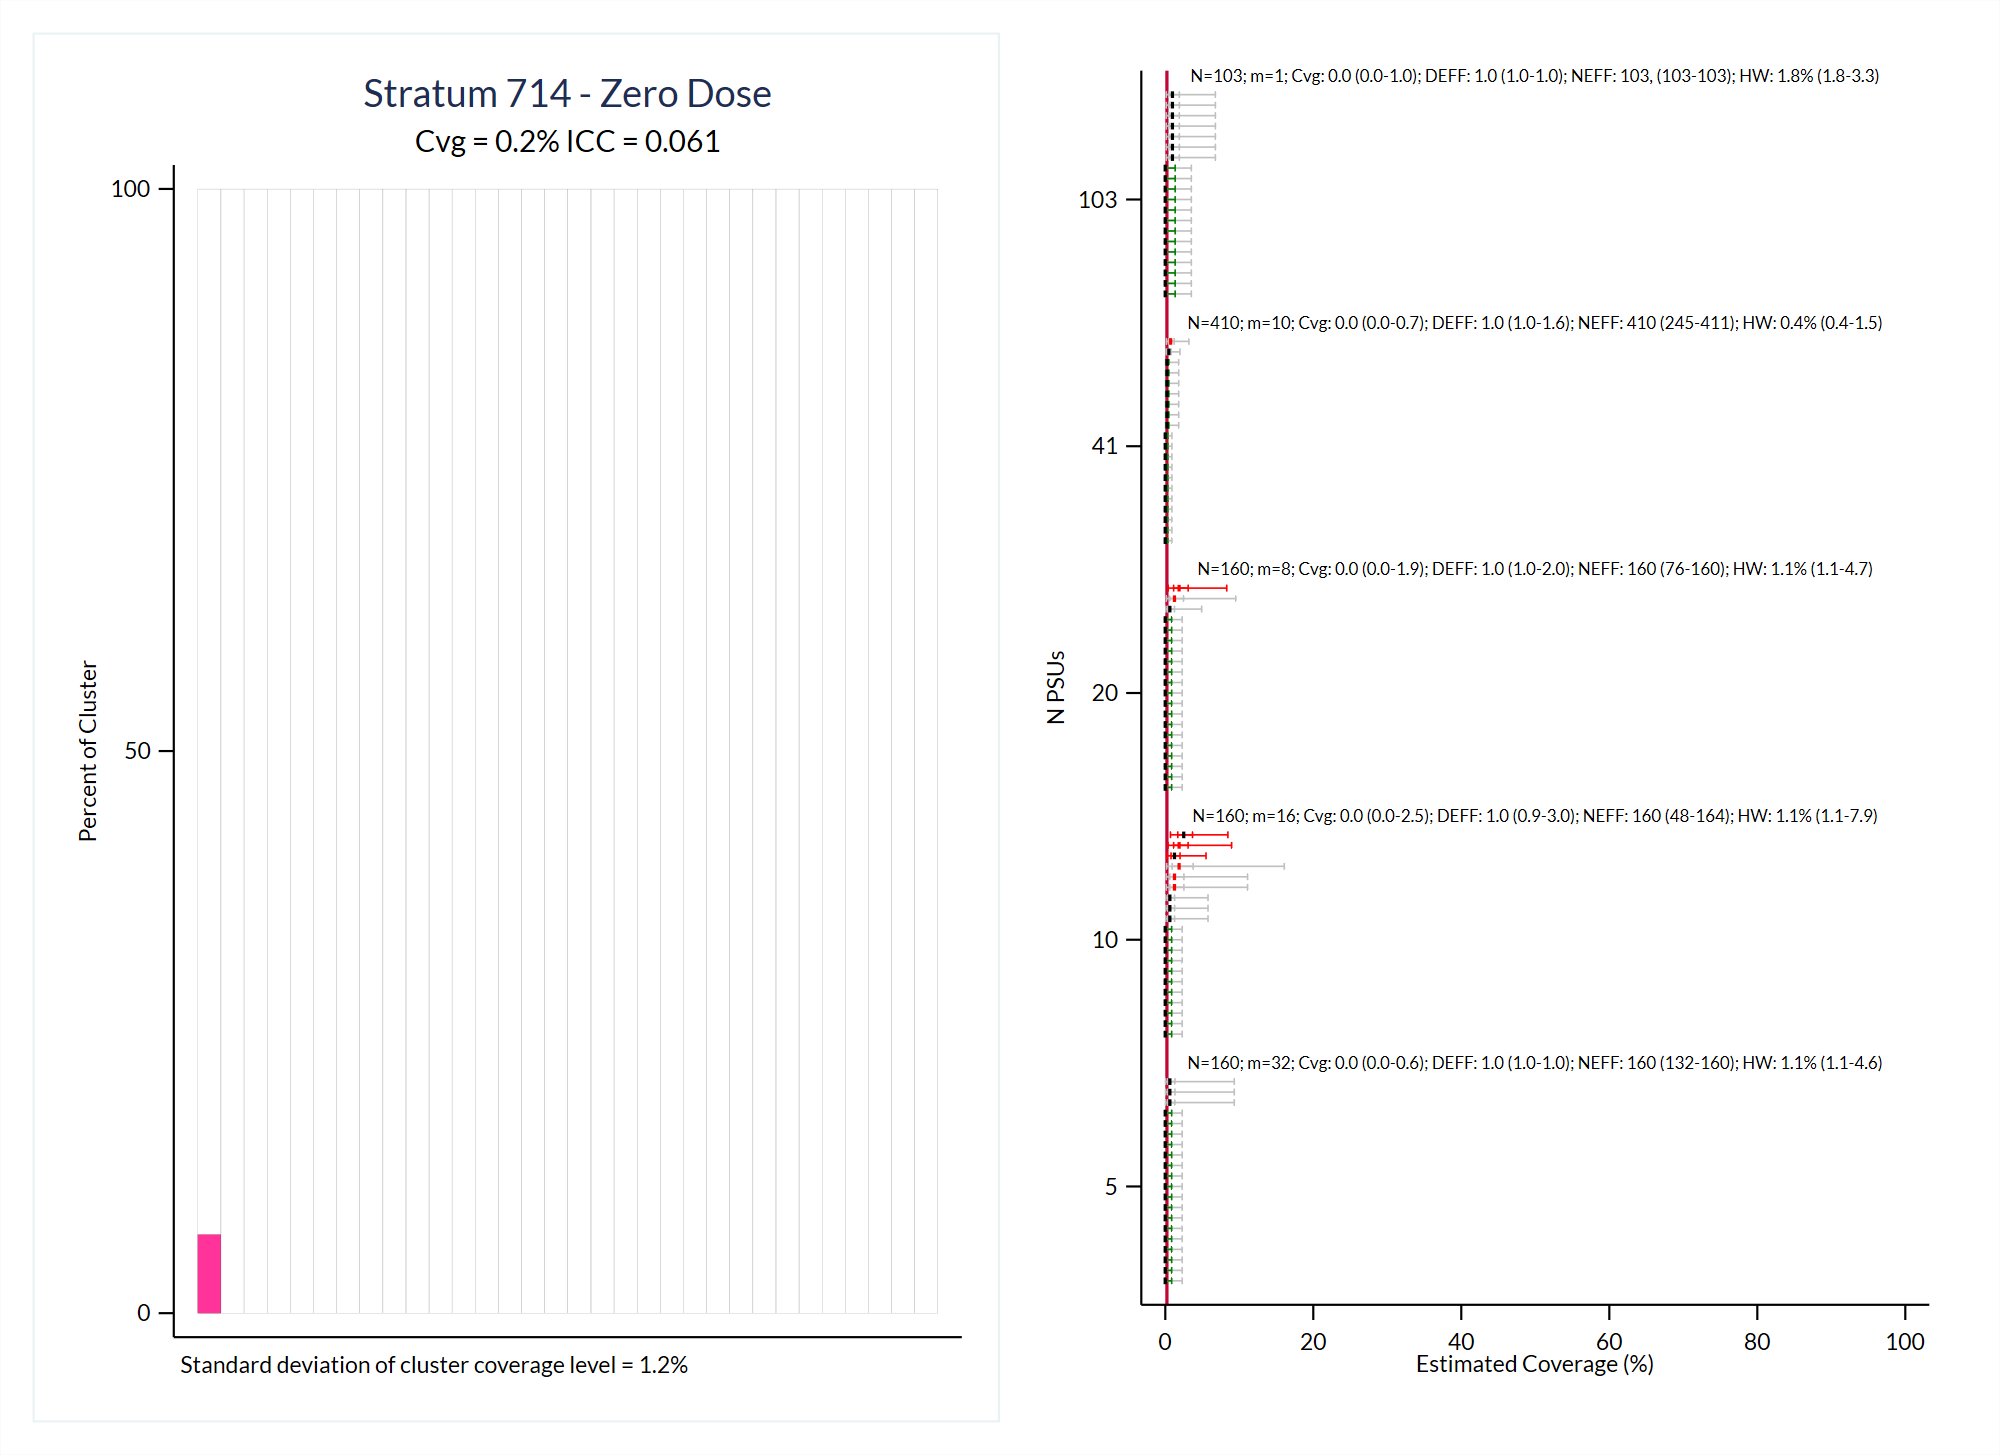 Stratum 714 - Zero Dose
Cvg = 0.2% ICC = 0.061
100
50
0
Percent of Cluster
Standard deviation of cluster coverage level = 1.2%
N=103; m=1; Cvg: 0.0 (0.0-1.0); DEFF: 1.0 (1.0-1.0); NEFF: 103, (103-103); HW: 1.8% (1.8-3.3)
103
N=410; m=10; Cvg: 0.0 (0.0-0.7); DEFF: 1.0 (1.0-1.6); NEFF: 410 (245-411); HW: 0.4% (0.4-1.5)
41
N=160; m=8; Cvg: 0.0 (0.0-1.9); DEFF: 1.0 (1.0-2.0); NEFF: 160 (76-160); HW: 1.1% (1.1-4.7)
N PSUs
20
N=160; m=16; Cvg: 0.0 (0.0-2.5); DEFF: 1.0 (0.9-3.0); NEFF: 160 (48-164); HW: 1.1% (1.1-7.9)
10
N=160; m=32; Cvg: 0.0 (0.0-0.6); DEFF: 1.0 (1.0-1.0); NEFF: 160 (132-160); HW: 1.1% (1.1-4.6)
5
0 20 40 60 80 100
Estimated Coverage (%)